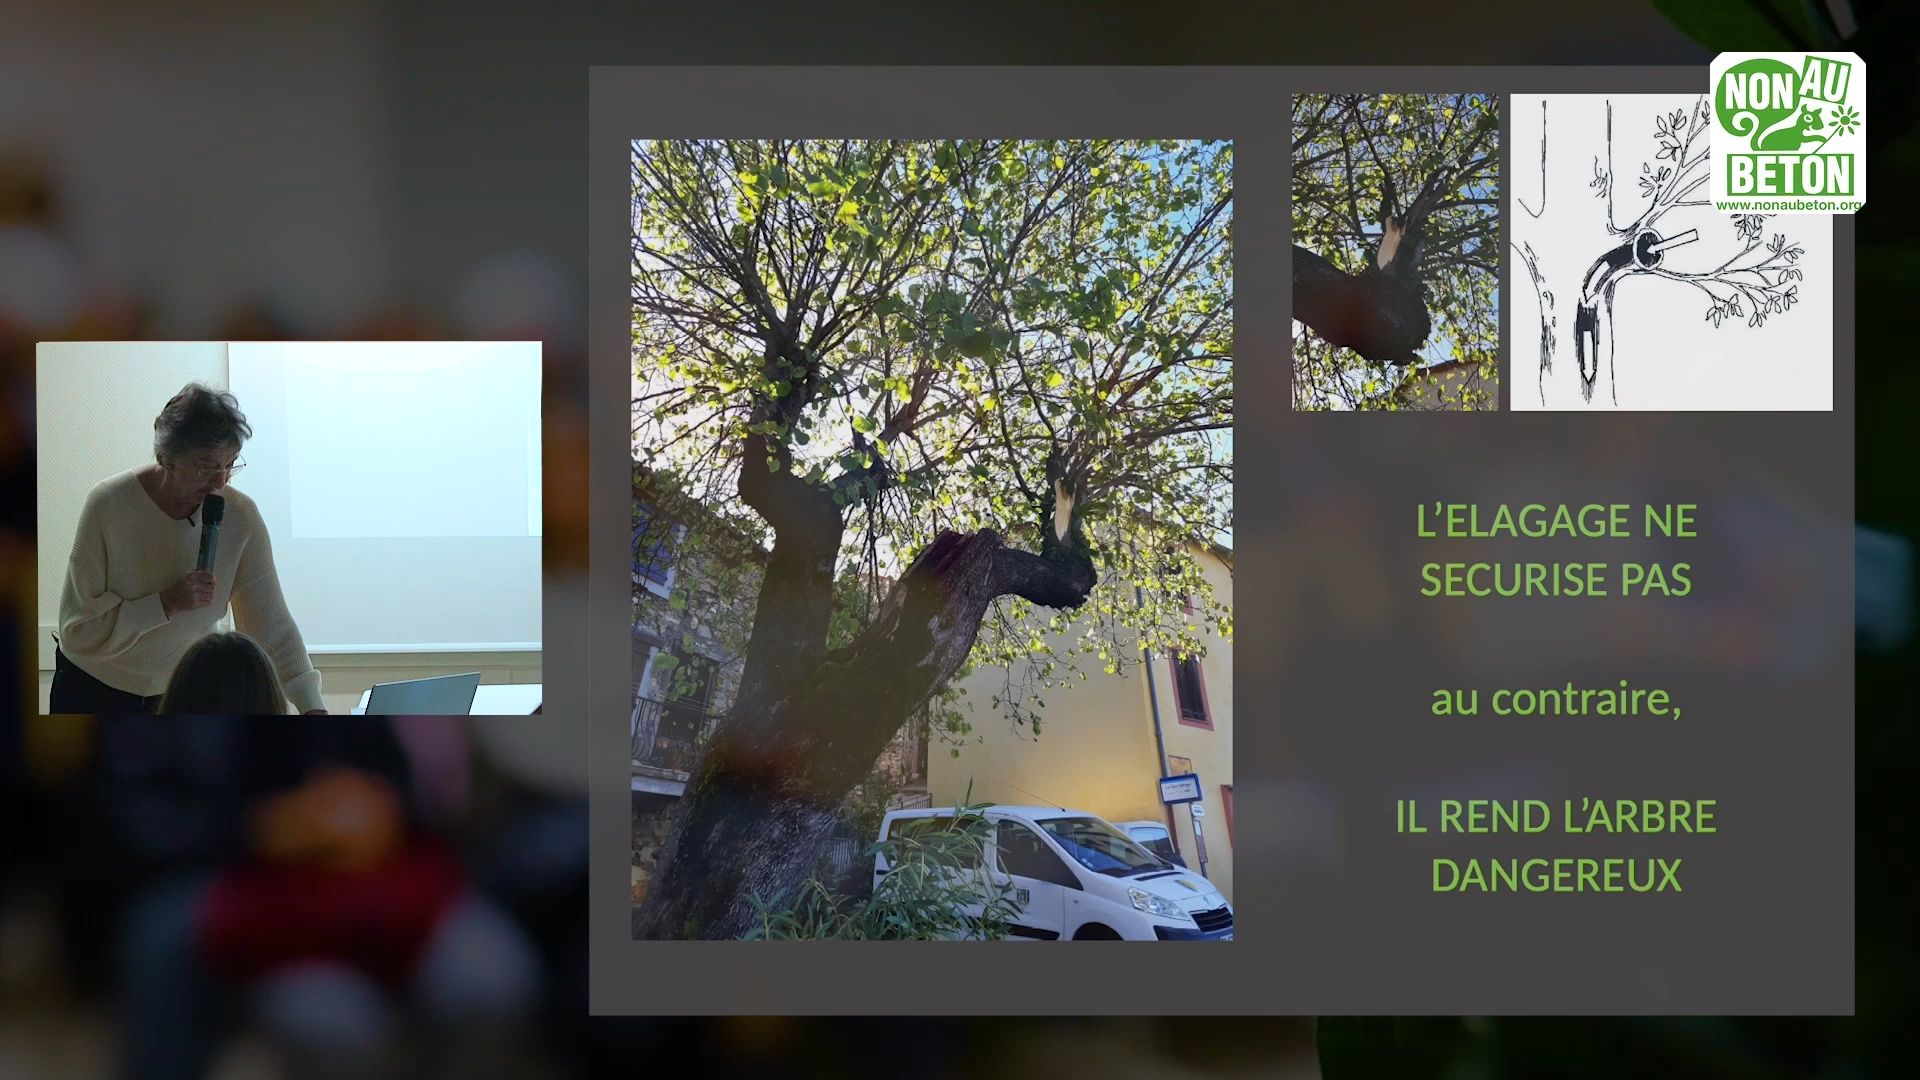 NON AU
BETON
www.nonaubeton.org
L'ELAGAGE NE
SECURISE PAS
au contraire,
IL REND L'ARBRE
DANGEREUX